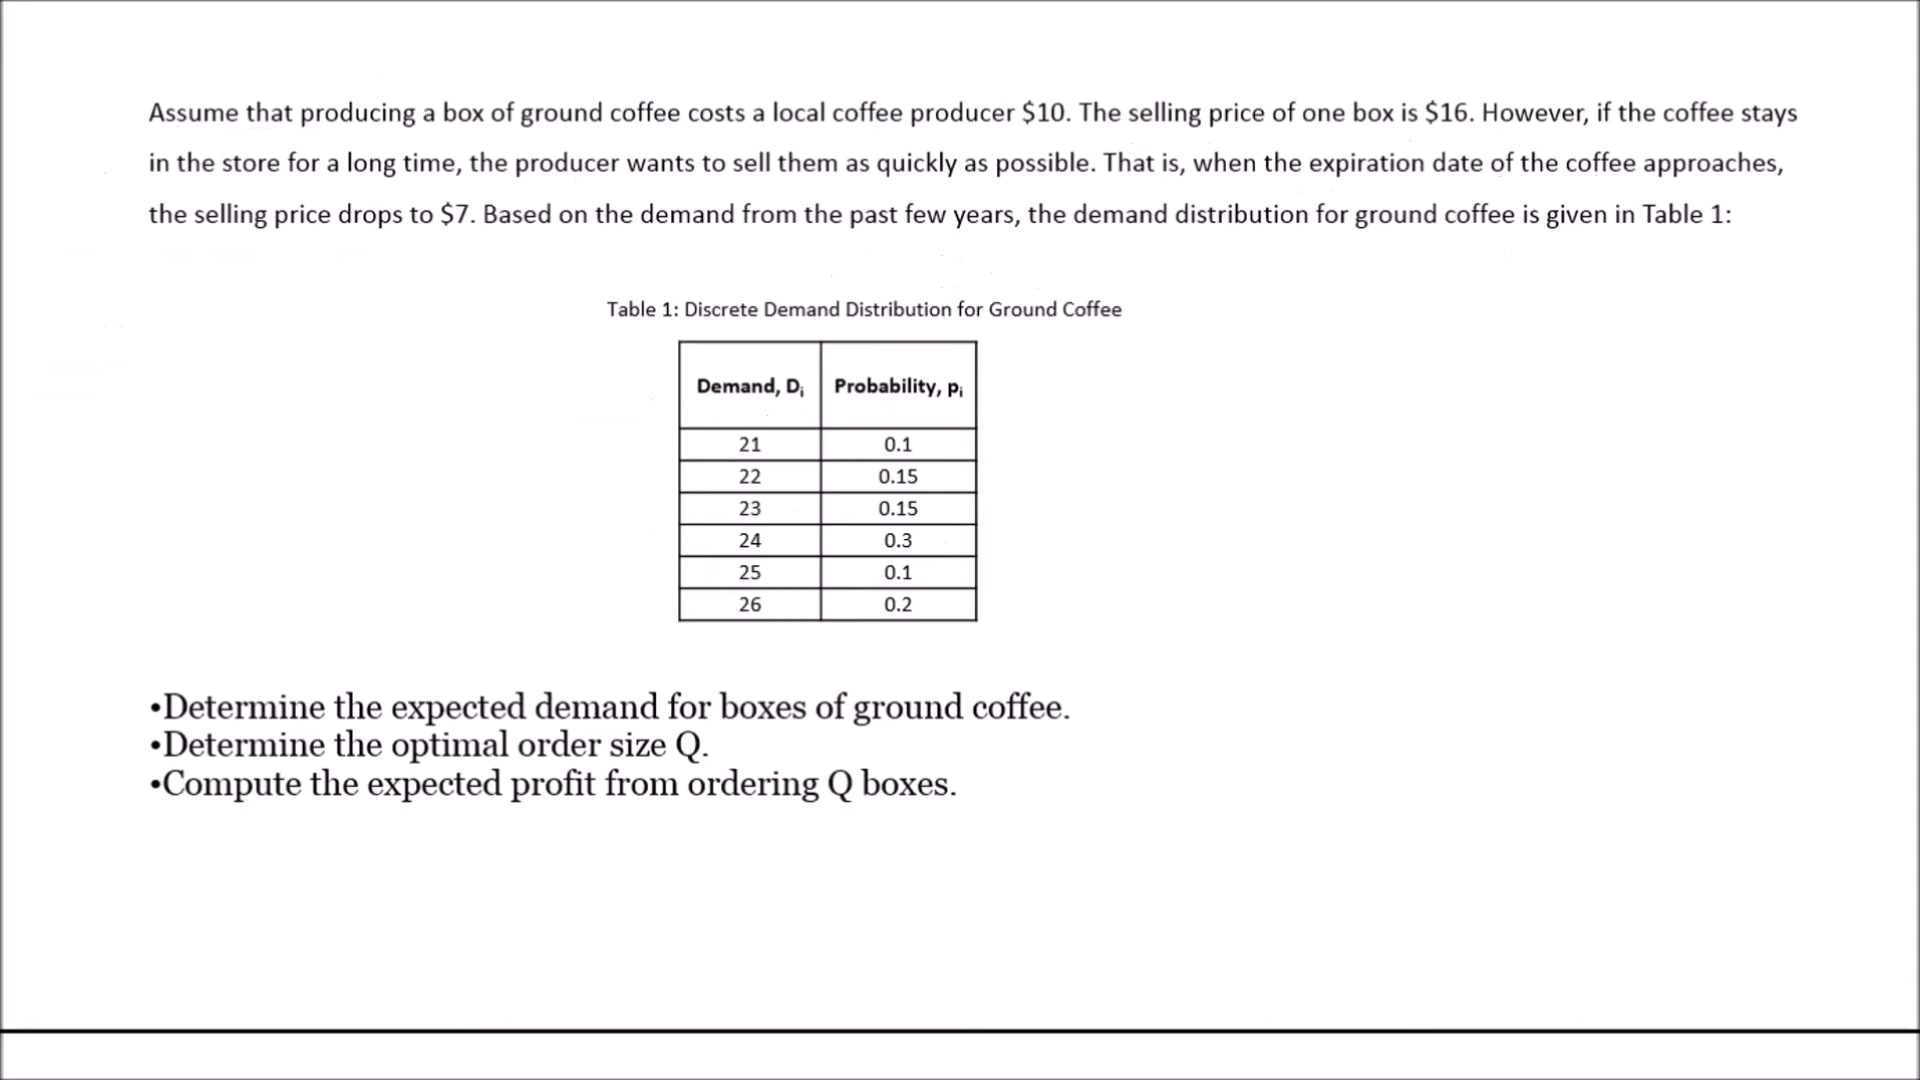 Assume that producing a box of ground coffee costs a local coffee producer $10. The selling price of one box is $16. However, if the coffee stays
in the store for a long time, the producer wants to sell them as quickly as possible. That is, when the expiration date of the coffee approaches,
the selling price drops to $7. Based on the demand from the past few years, the demand distribution for ground coffee is given in Table 1:
Table 1: Discrete Demand Distribution for Ground Coffee
Demand, Dᵢ Probability, pᵢ
21 0.1
22 0.15
23 0.15
24 0.3
25 0.1
26 0.2
•Determine the expected demand for boxes of ground coffee.
•Determine the optimal order size Q.
•Compute the expected profit from ordering Q boxes.